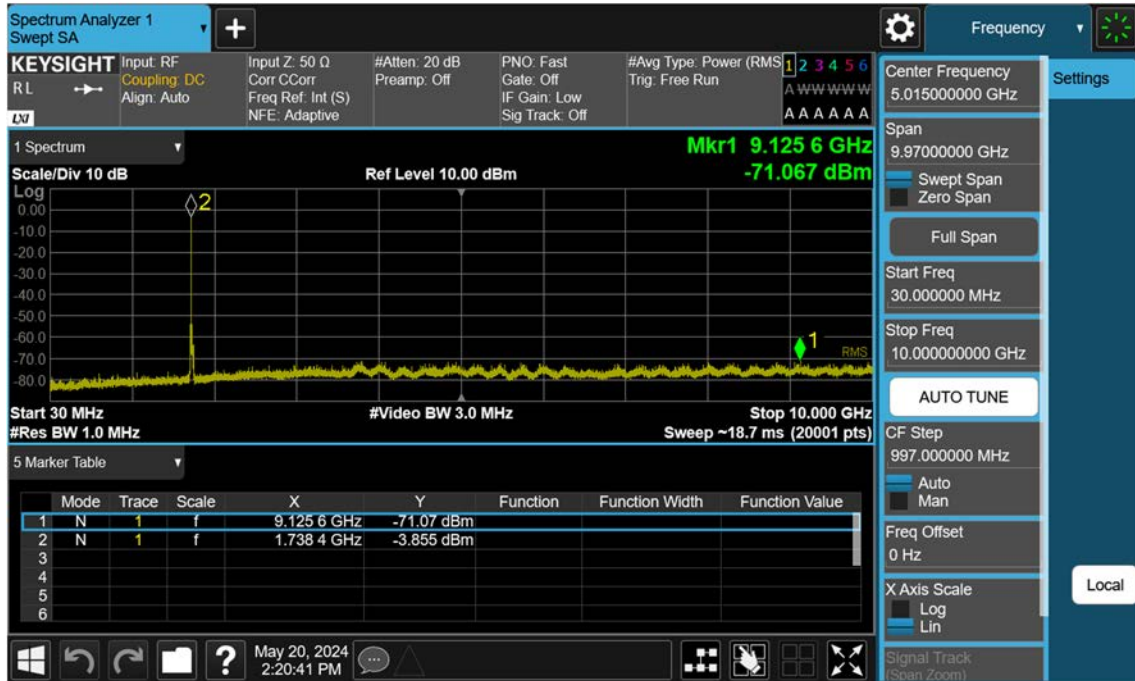 Spectrum Analyzer 1
Swept SA
+
Frequency
KEYSIGHT
R L
LXI
Input: RF
Coupling: DC
Align: Auto
Input Z: 50 Ω
Corr CCorr
Freq Ref: Int (S)
NFE: Adaptive
#Atten: 20 dB
Preamp: Off
PNO: Fast
Gate: Off
IF Gain: Low
Sig Track: Off
#Avg Type: Power (RMS
Trig: Free Run
1 2 3 4 5 6
A W W W W W
A A A A A A
1 Spectrum
Scale/Div 10 dB
Ref Level 10.00 dBm
Mkr1 9.125 6 GHz
-71.067 dBm
Log
0.00
-10.0
-20.0
-30.0
-40.0
-50.0
-60.0
-70.0
-80.0
2
1
RMS
Start 30 MHz
#Video BW 3.0 MHz
Stop 10.000 GHz
#Res BW 1.0 MHz
Sweep ~18.7 ms (20001 pts)
5 Marker Table
Mode Trace Scale X Y Function Function Width Function Value
1 N 1 f 9.125 6 GHz -71.07 dBm
2 N 1 f 1.738 4 GHz -3.855 dBm
3
4
5
6
?
May 20, 2024
2:20:41 PM
Center Frequency
5.015000000 GHz
Span
9.97000000 GHz
Swept Span
Zero Span
Full Span
Start Freq
30.000000 MHz
Stop Freq
10.000000000 GHz
AUTO TUNE
CF Step
997.000000 MHz
Auto
Man
Freq Offset
0 Hz
X Axis Scale
Log
Lin
Signal Track
(Span Zoom)
Settings
Local